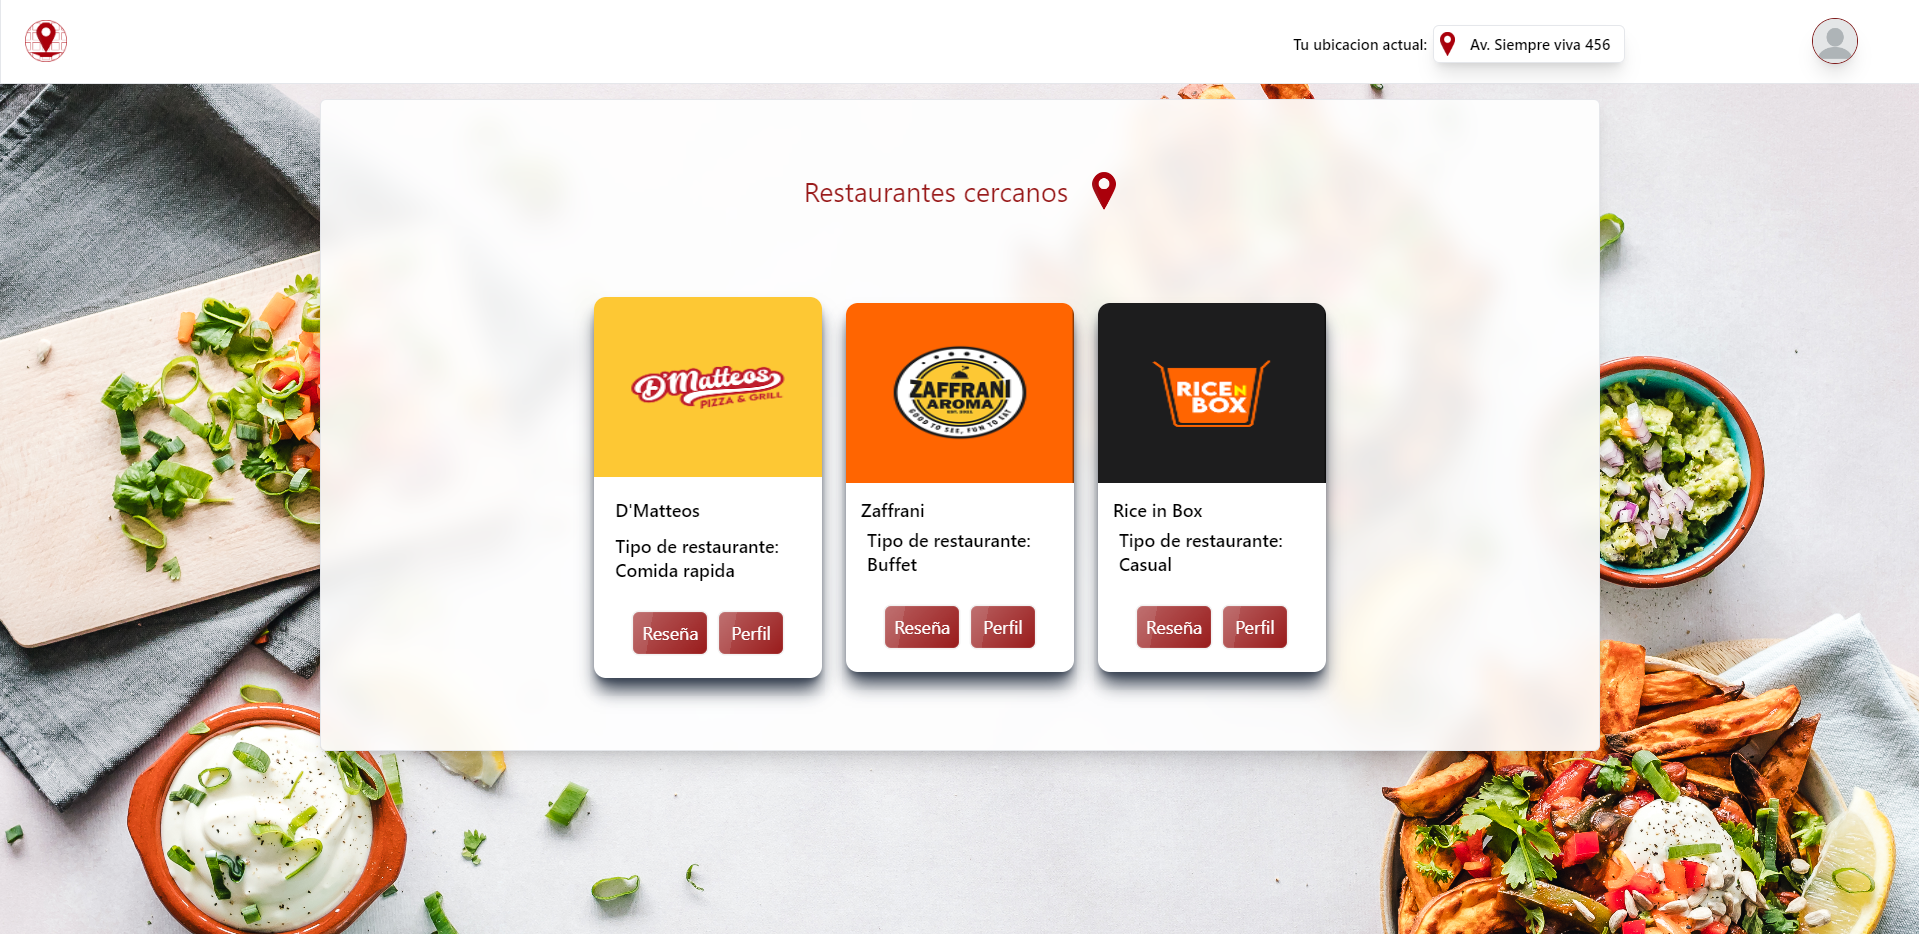 Tu ubicacion actual: Av. Siempre viva 456
Restaurantes cercanos
D'Matteos
PIZZA & GRILL
ZAFFRANI
AROMA
GOOD TO SEE, FUN TO EAT
RICE N
BOX
D'Matteos
Tipo de restaurante:
Comida rapida
Reseña Perfil
Zaffrani
Tipo de restaurante:
Buffet
Reseña Perfil
Rice in Box
Tipo de restaurante:
Casual
Reseña Perfil